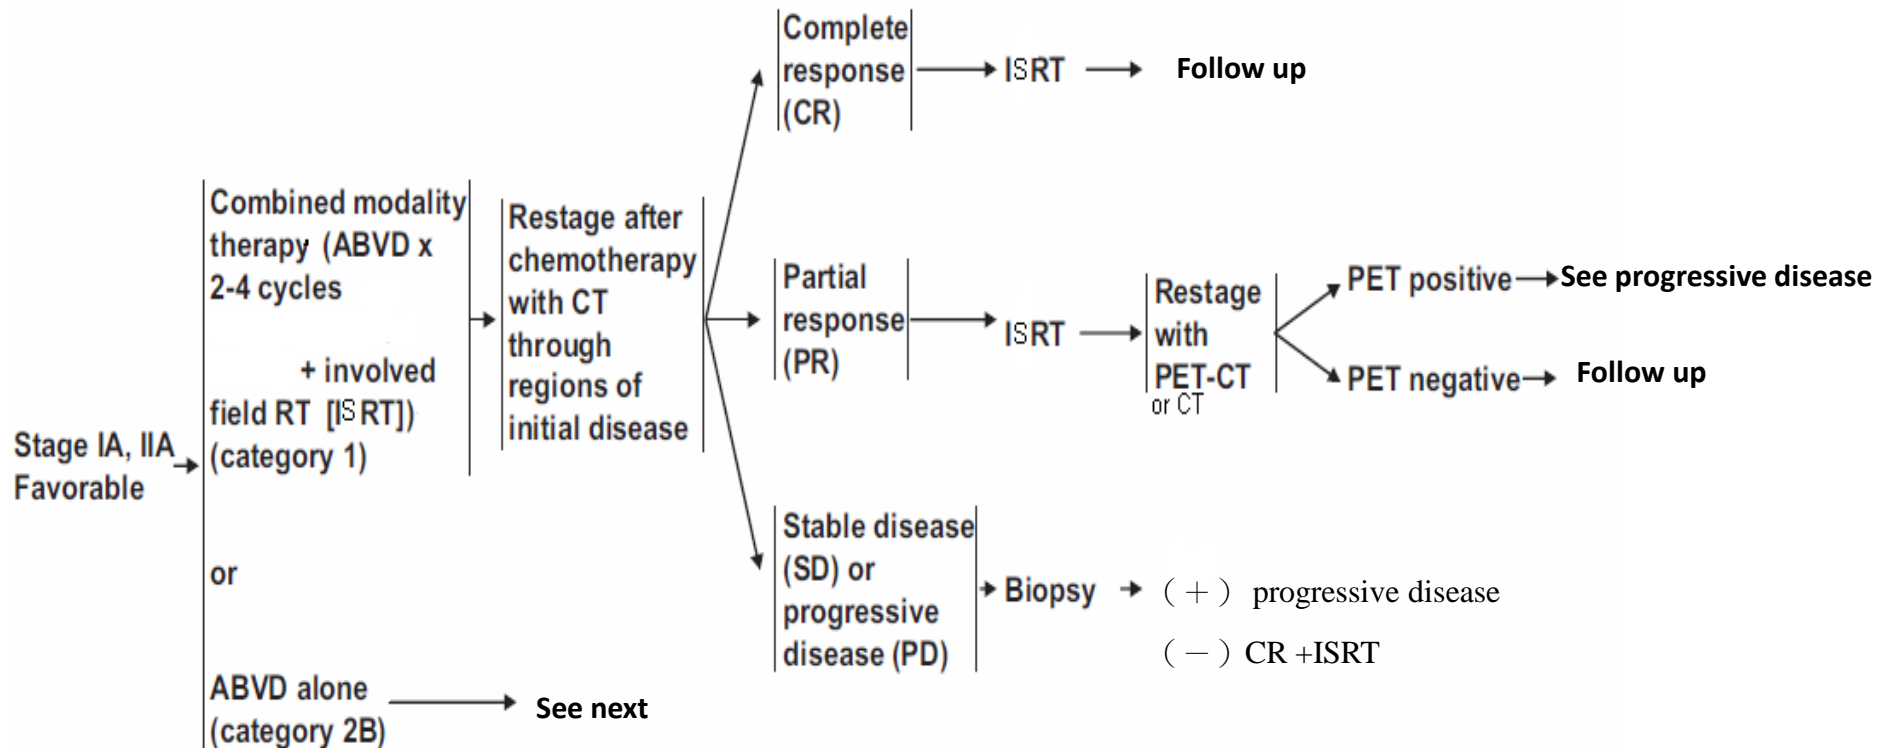 Stage IA, IIA
Favorable
Combined modality
therapy (ABVD x
2-4 cycles
+ involved
field RT [ISRT])
(category 1)
or
ABVD alone
(category 2B)
See next
Restage after
chemotherapy
with CT
through
regions of
initial disease
Complete
response
(CR)
ISRT
Follow up
Partial
response
(PR)
ISRT
Restage
with
PET-CT
or CT
PET positive
See progressive disease
PET negative
Follow up
Stable disease
(SD) or
progressive
disease (PD)
Biopsy
（＋） progressive disease
（－）CR +ISRT